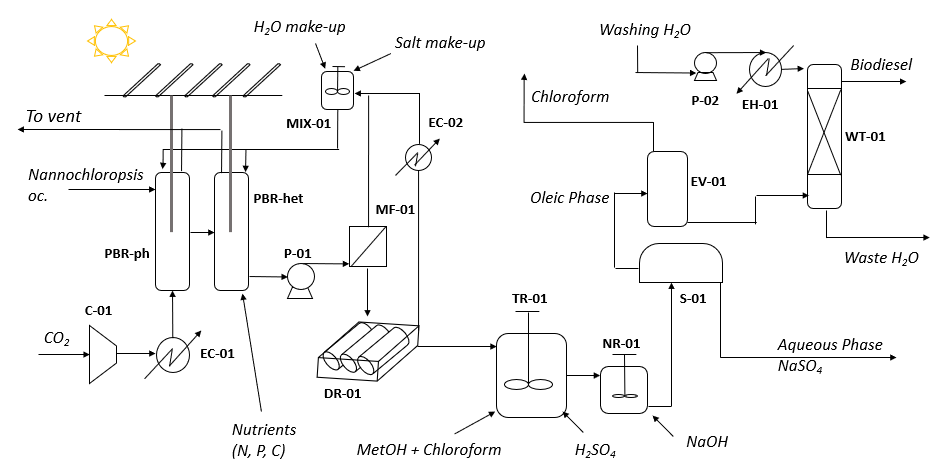 H₂O make-up
Salt make-up
MIX-01
To vent
EC-02
Nannochloropsis
oc.
PBR-het
MF-01
PBR-ph
P-01
C-01
CO₂
EC-01
DR-01
Nutrients
(N, P, C)
Washing H₂O
P-02
EH-01
Biodiesel
Chloroform
WT-01
EV-01
Oleic Phase
Waste H₂O
S-01
TR-01
NR-01
Aqueous Phase
NaSO₄
MetOH + Chloroform
H₂SO₄
NaOH